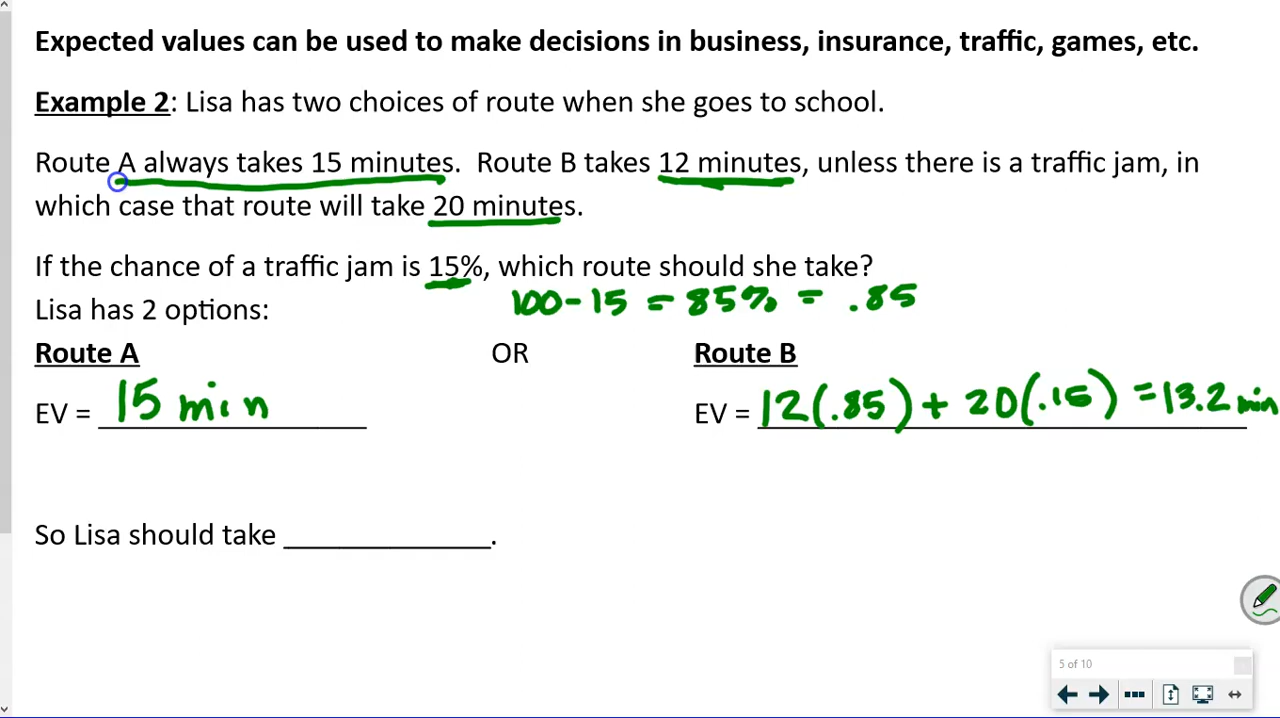 Expected values can be used to make decisions in business, insurance, traffic, games, etc.
Example 2: Lisa has two choices of route when she goes to school.
Route A always takes 15 minutes. Route B takes 12 minutes, unless there is a traffic jam, in
which case that route will take 20 minutes.
If the chance of a traffic jam is 15%, which route should she take?
100-15 = 85% = .85
Lisa has 2 options:
Route A OR Route B
EV = 15 min EV = 12(.85) + 20(.15) = 13.2 min
So Lisa should take ______________.
5 of 10